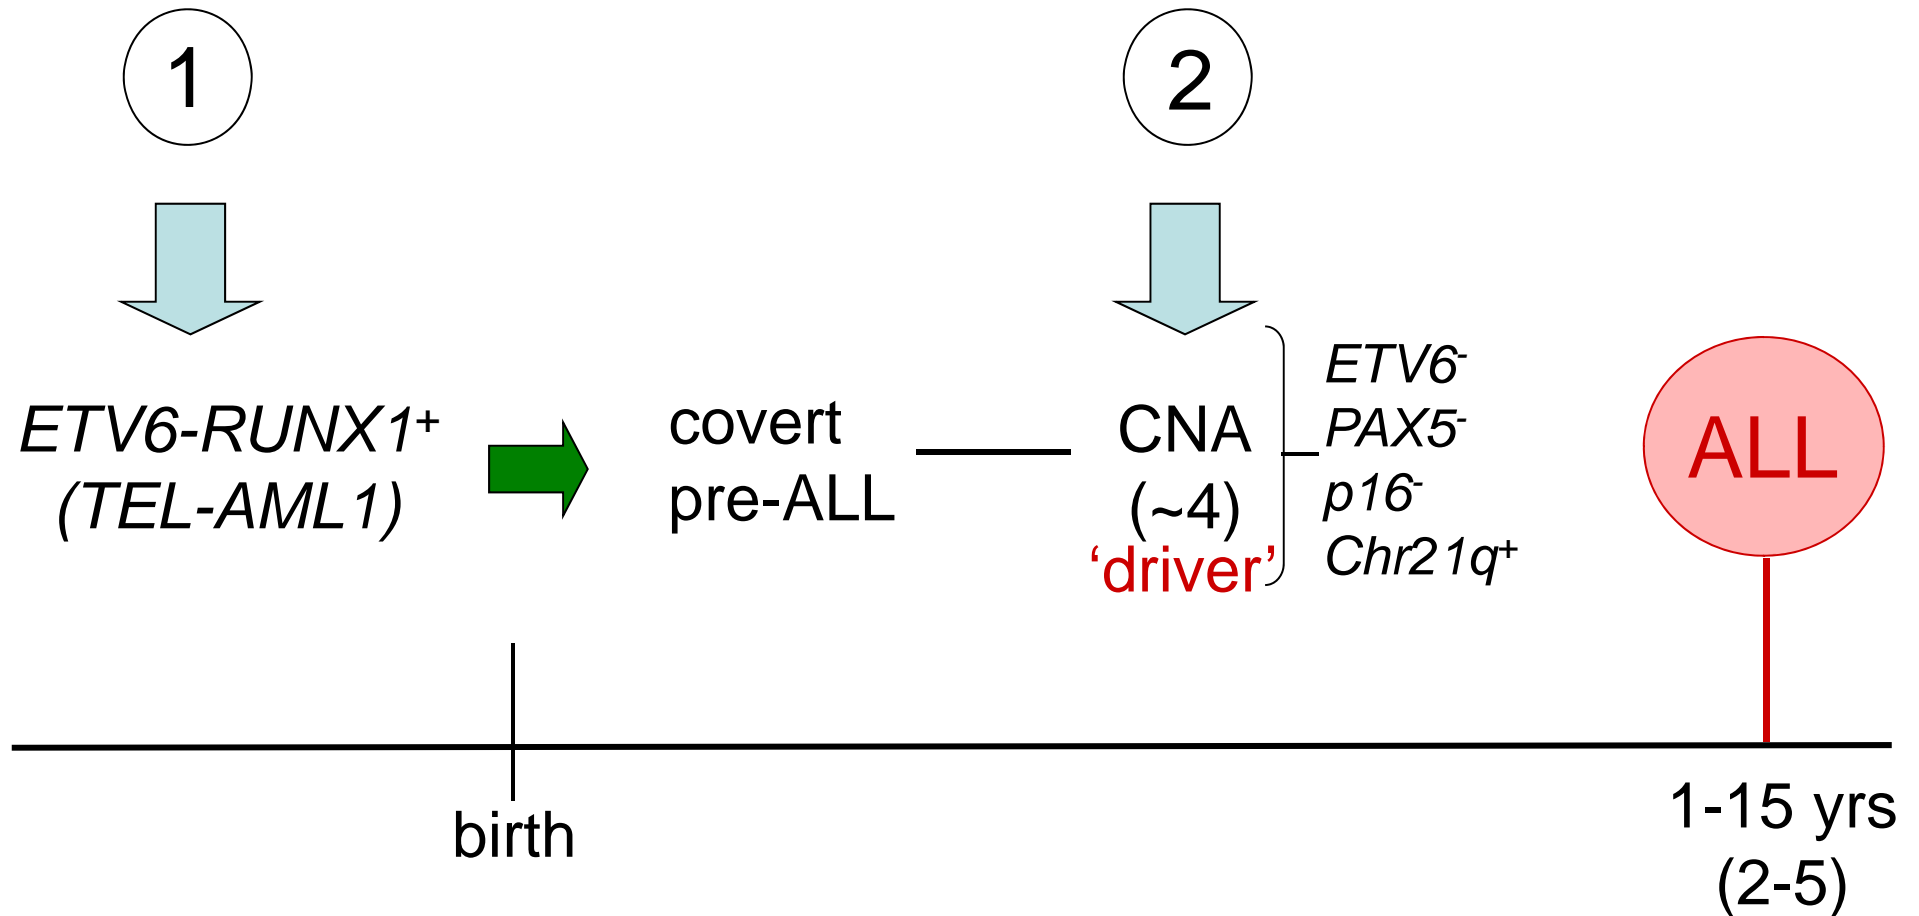 1
2
ETV6-RUNX1⁺
(TEL-AML1)
covert
pre-ALL
CNA
(~4)
‘driver’
ETV6⁻
PAX5⁻
p16⁻
Chr21q⁺
ALL
birth
1-15 yrs
(2-5)